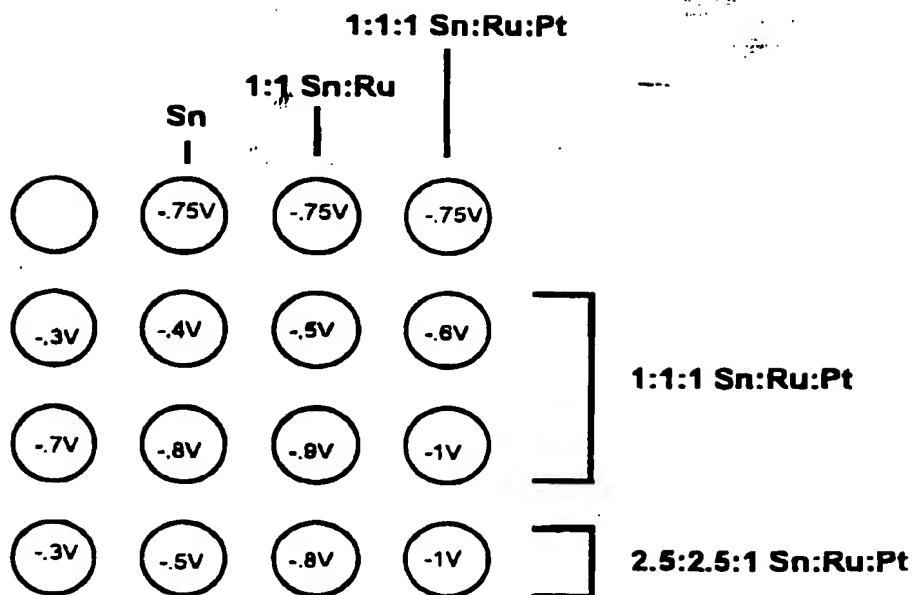 1:1:1 Sn:Ru:Pt
1:1 Sn:Ru
Sn
-.75V -.75V -.75V
-.3V -.4V -.5V -.6V
1:1:1 Sn:Ru:Pt
-.7V -.8V -.9V -1V
-.3V -.5V -.8V -1V
2.5:2.5:1 Sn:Ru:Pt